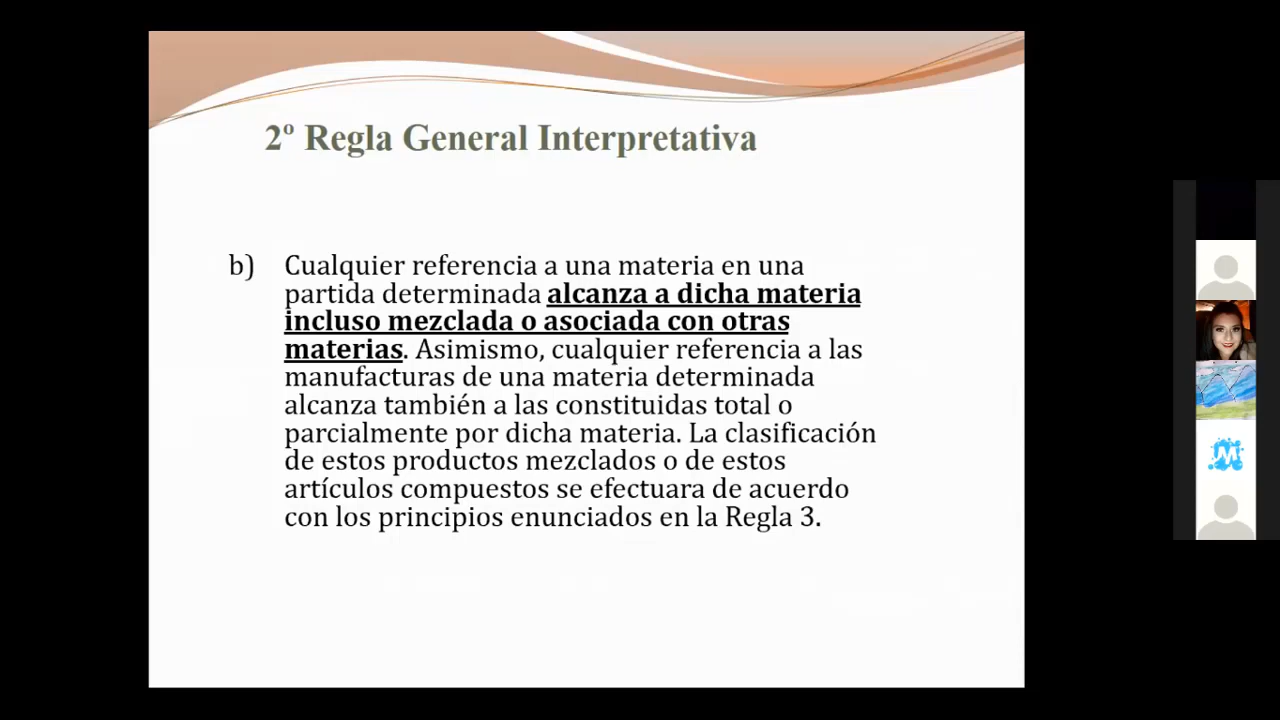 2º Regla General Interpretativa
b) Cualquier referencia a una materia en una
partida determinada alcanza a dicha materia
incluso mezclada o asociada con otras
materias. Asimismo, cualquier referencia a las
manufacturas de una materia determinada
alcanza también a las constituidas total o
parcialmente por dicha materia. La clasificación
de estos productos mezclados o de estos
artículos compuestos se efectuara de acuerdo
con los principios enunciados en la Regla 3.
M